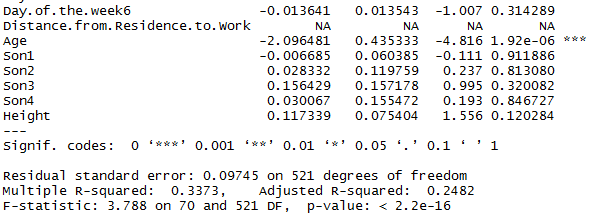 Day.of.the.week6 -0.013641 0.013543 -1.007 0.314289
Distance.from.Residence.to.Work NA NA NA NA
Age -2.096481 0.435333 -4.816 1.92e-06 ***
Son1 -0.006685 0.060385 -0.111 0.911886
Son2 0.028332 0.119759 0.237 0.813080
Son3 0.156429 0.157178 0.995 0.320082
Son4 0.030067 0.155472 0.193 0.846727
Height 0.117339 0.075404 1.556 0.120284
---
Signif. codes: 0 ‘***’ 0.001 ‘**’ 0.01 ‘*’ 0.05 ‘.’ 0.1 ‘ ’ 1
Residual standard error: 0.09745 on 521 degrees of freedom
Multiple R-squared: 0.3373, Adjusted R-squared: 0.2482
F-statistic: 3.788 on 70 and 521 DF, p-value: < 2.2e-16